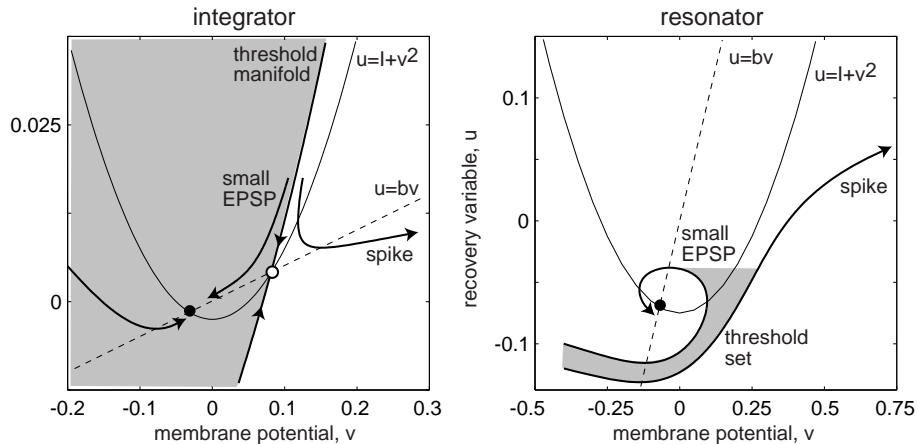 integrator
threshold
manifold
u=I+v²
0.025
small
EPSP
u=bv
spike
0
-0.2
-0.1
0
0.1
0.2
0.3
membrane potential, v
resonator
u=bv
u=I+v²
0.1
recovery variable, u
spike
0
small
EPSP
threshold
set
-0.1
-0.5
-0.25
0
0.25
0.5
0.75
membrane potential, v